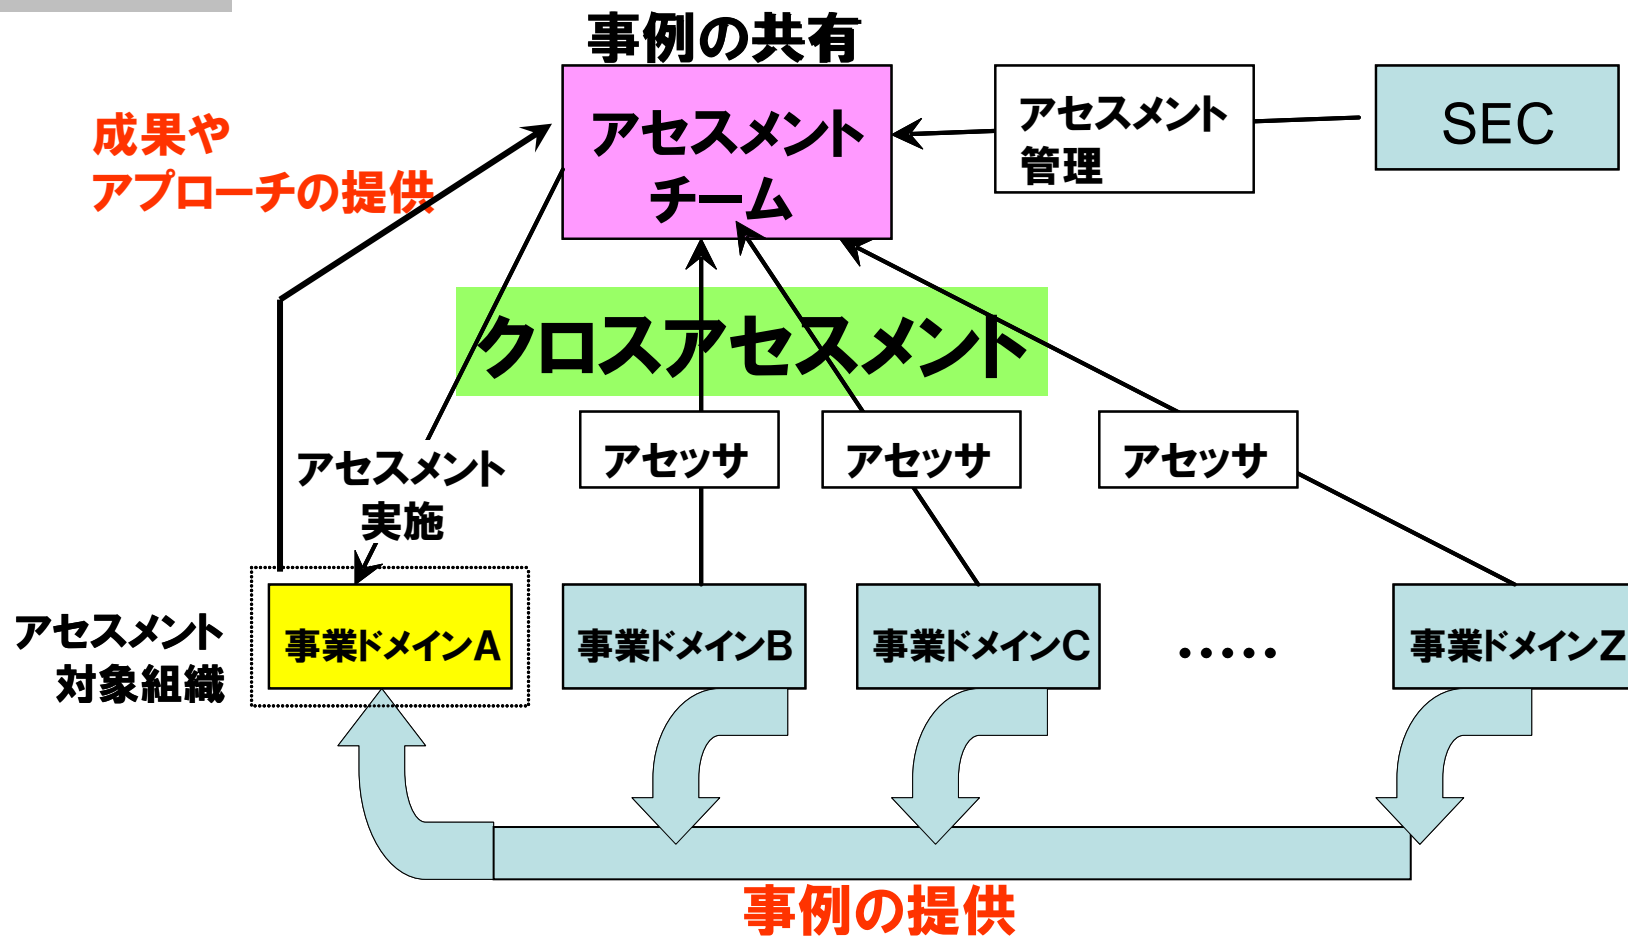 事例の共有
アセスメント
チーム
アセスメント
管理
SEC
成果や
アプローチの提供
クロスアセスメント
アセスメント
実施
アセッサ
アセッサ
アセッサ
アセスメント
対象組織
事業ドメインA
事業ドメインB
事業ドメインC
・・・・・
事業ドメインZ
事例の提供